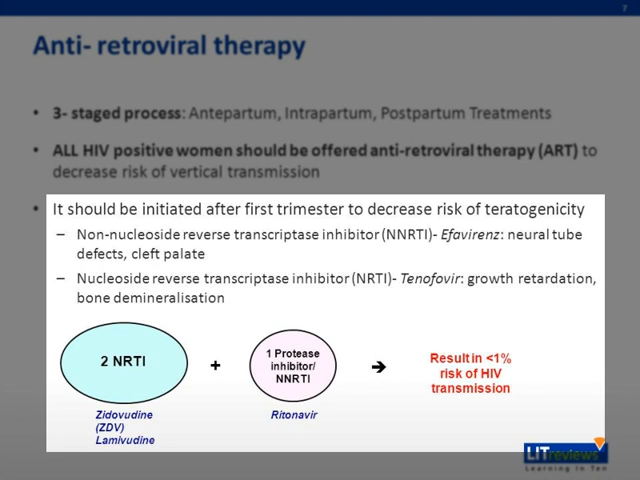 7
Anti- retroviral therapy
• 3- staged process: Antepartum, Intrapartum, Postpartum Treatments
• ALL HIV positive women should be offered anti-retroviral therapy (ART) to
decrease risk of vertical transmission
• It should be initiated after first trimester to decrease risk of teratogenicity
– Non-nucleoside reverse transcriptase inhibitor (NNRTI)- Efavirenz: neural tube
defects, cleft palate
– Nucleoside reverse transcriptase inhibitor (NRTI)- Tenofovir: growth retardation,
bone demineralisation
2 NRTI
+
1 Protease
inhibitor/
NNRTI
➔
Result in <1%
risk of HIV
transmission
Zidovudine
(ZDV)
Lamivudine
Ritonavir
LITreviews
Learning In Ten